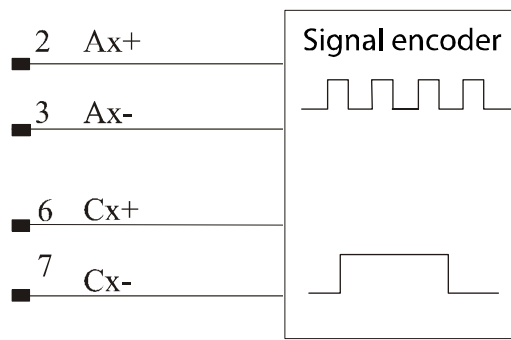 Signal encoder
2 Ax+
3 Ax-
6 Cx+
7 Cx-